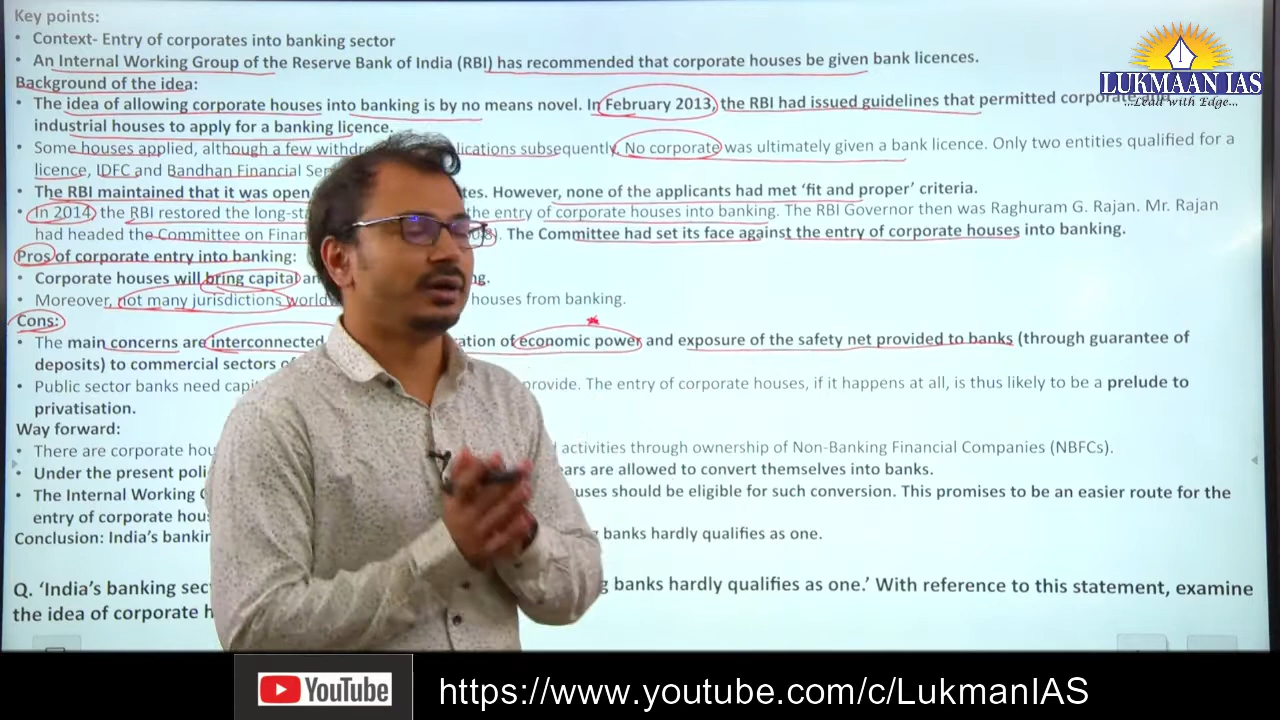 Key points:
• Context- Entry of corporates into banking sector
• An Internal Working Group of the Reserve Bank of India (RBI) has recommended that corporate houses be given bank licences.
LUKMAAN IAS
...Lead with Edge...
Background of the idea:
• The idea of allowing corporate houses into banking is by no means novel. In February 2013, the RBI had issued guidelines that permitted corporate and
industrial houses to apply for a banking licence.
• Some houses applied, although a few withdre lications subsequently. No corporate was ultimately given a bank licence. Only two entities qualified for a
licence, IDFC and Bandhan Financial Ser
• The RBI maintained that it was open tes. However, none of the applicants had met ‘fit and proper’ criteria.
• In 2014, the RBI restored the long-sta the entry of corporate houses into banking. The RBI Governor then was Raghuram G. Rajan. Mr. Rajan
had headed the Committee on Finan ). The Committee had set its face against the entry of corporate houses into banking.
Pros of corporate entry into banking:
• Corporate houses will bring capital an ng.
• Moreover, not many jurisdictions world houses from banking.
Cons:
• The main concerns are interconnected ation of economic power and exposure of the safety net provided to banks (through guarantee of
deposits) to commercial sectors o
• Public sector banks need capi provide. The entry of corporate houses, if it happens at all, is thus likely to be a prelude to
privatisation.
Way forward:
• There are corporate hou activities through ownership of Non-Banking Financial Companies (NBFCs).
• Under the present poli ars are allowed to convert themselves into banks.
• The Internal Working G uses should be eligible for such conversion. This promises to be an easier route for the
entry of corporate hou
Conclusion: India’s bankin banks hardly qualifies as one.
Q. ‘India’s banking sec g banks hardly qualifies as one.’ With reference to this statement, examine
the idea of corporate h
YouTube https://www.youtube.com/c/LukmanIAS